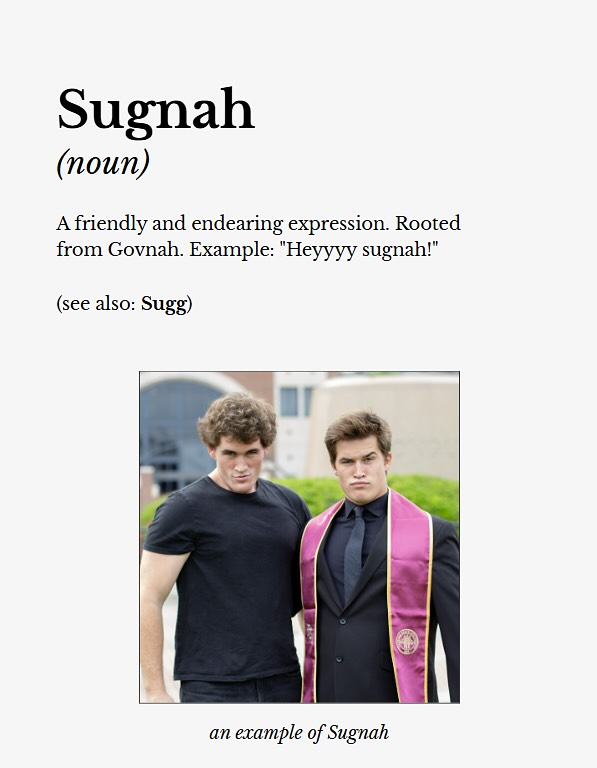 Sugnah
(noun)
A friendly and endearing expression. Rooted
from Govnah. Example: "Heyyyy sugnah!"
(see also: Sugg)
an example of Sugnah